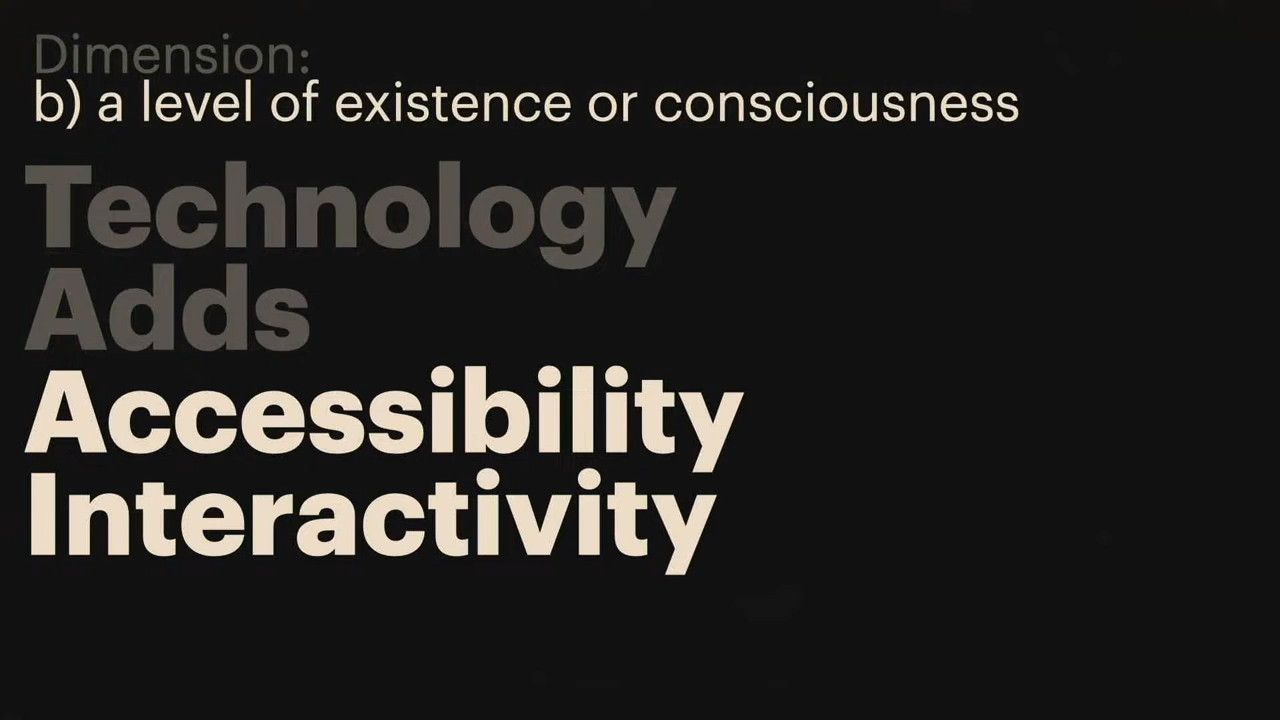 Dimension:
b) a level of existence or consciousness
Technology
Adds
Accessibility
Interactivity